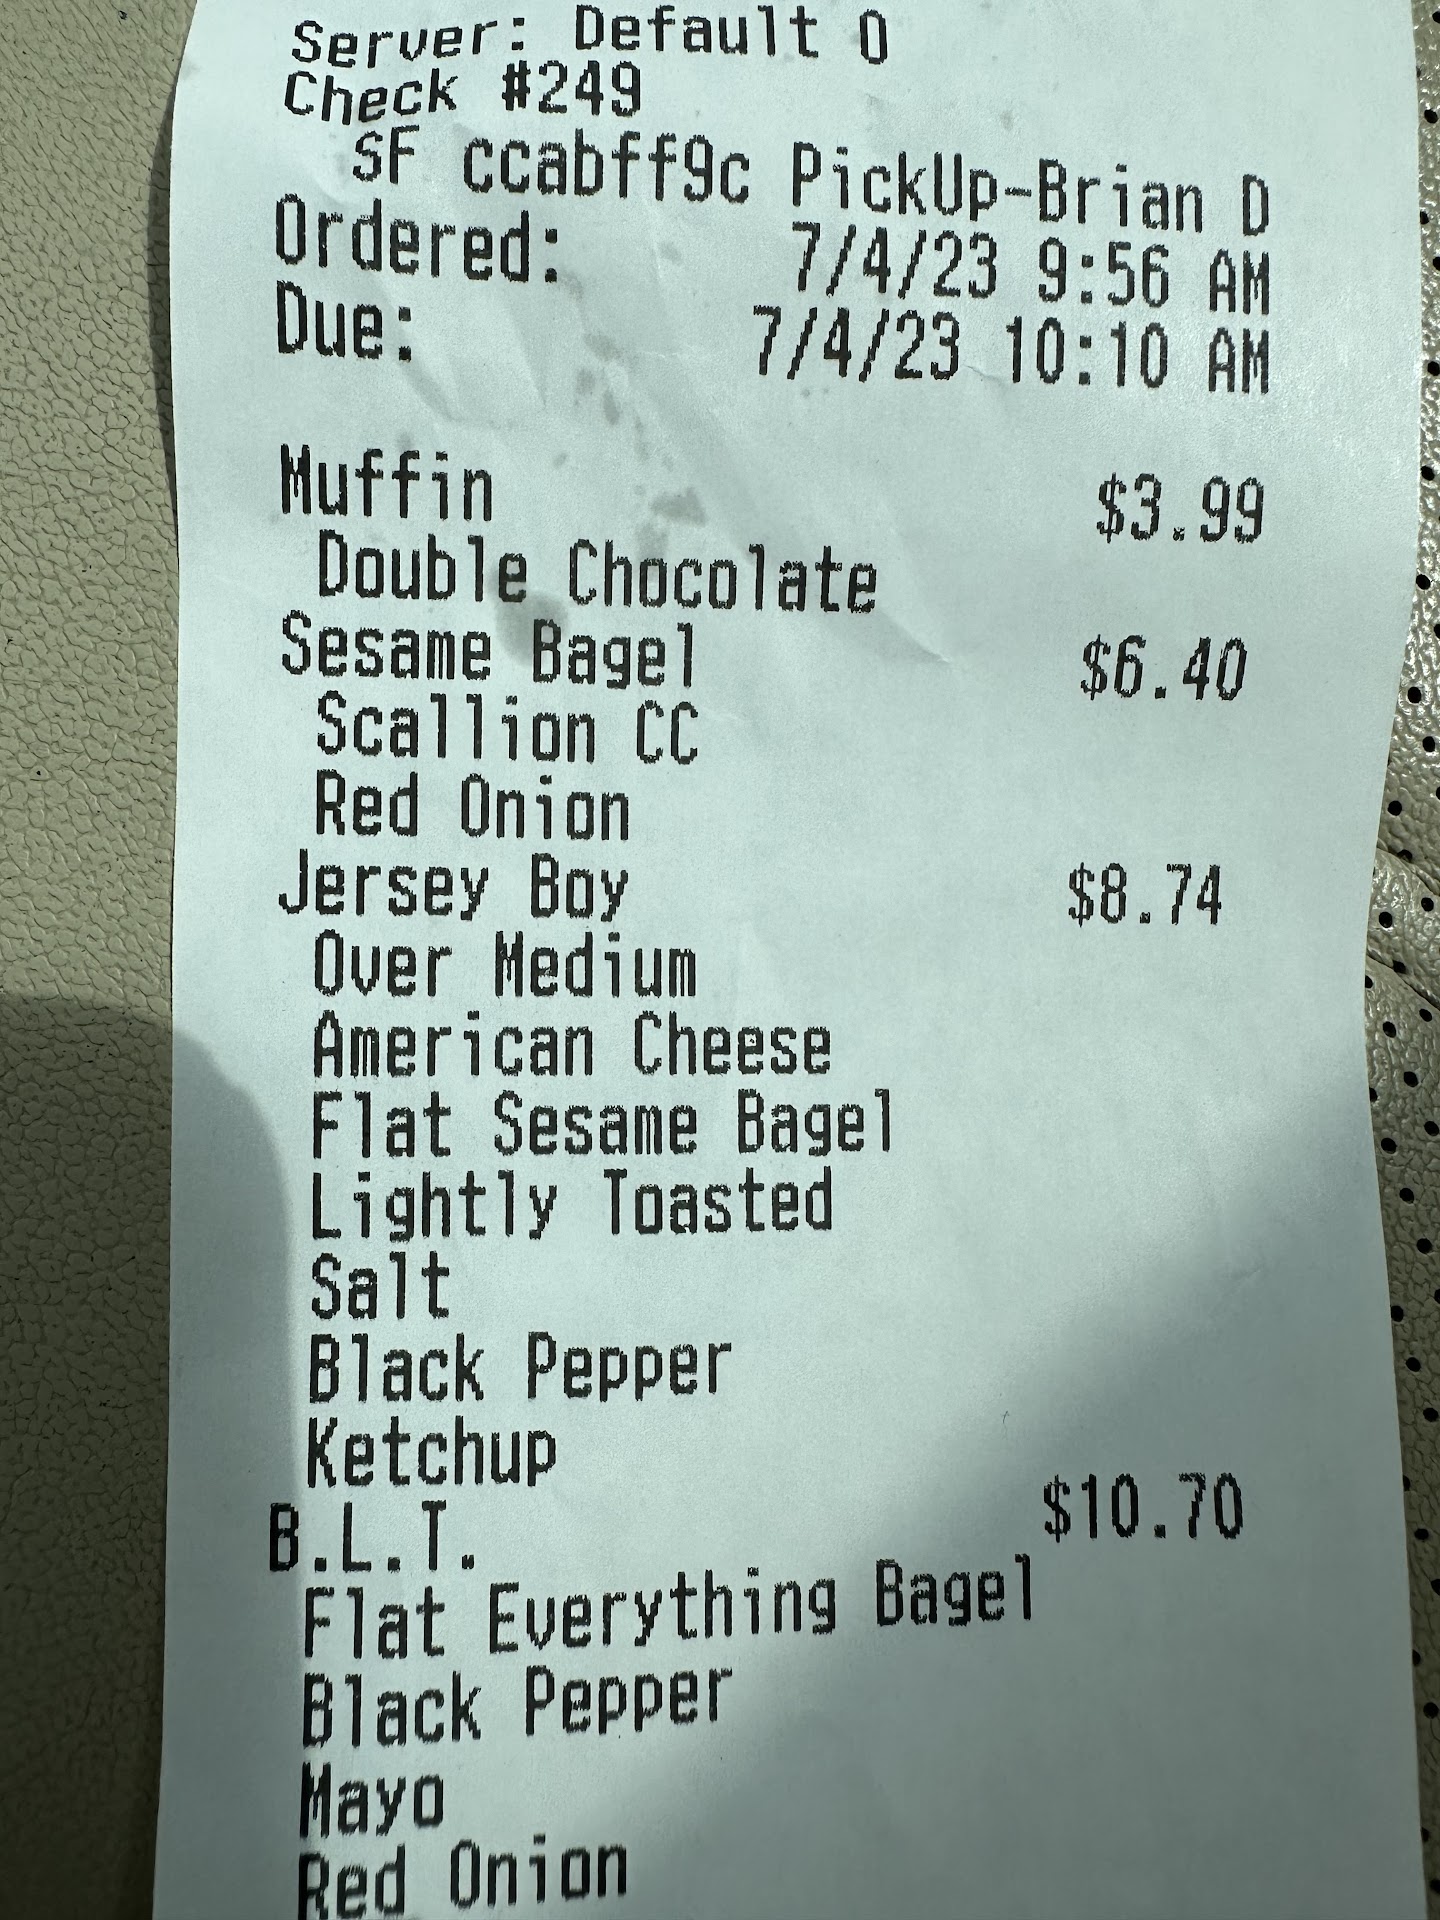 Server: Default 0
Check #249
SF ccabff9c PickUp-Brian D
Ordered: 7/4/23 9:56 AM
Due: 7/4/23 10:10 AM
Muffin $3.99
Double Chocolate
Sesame Bagel $6.40
Scallion CC
Red Onion
Jersey Boy $8.74
Over Medium
American Cheese
Flat Sesame Bagel
Lightly Toasted
Salt
Black Pepper
Ketchup
B.L.T. $10.70
Flat Everything Bagel
Black Pepper
Mayo
Red Onion